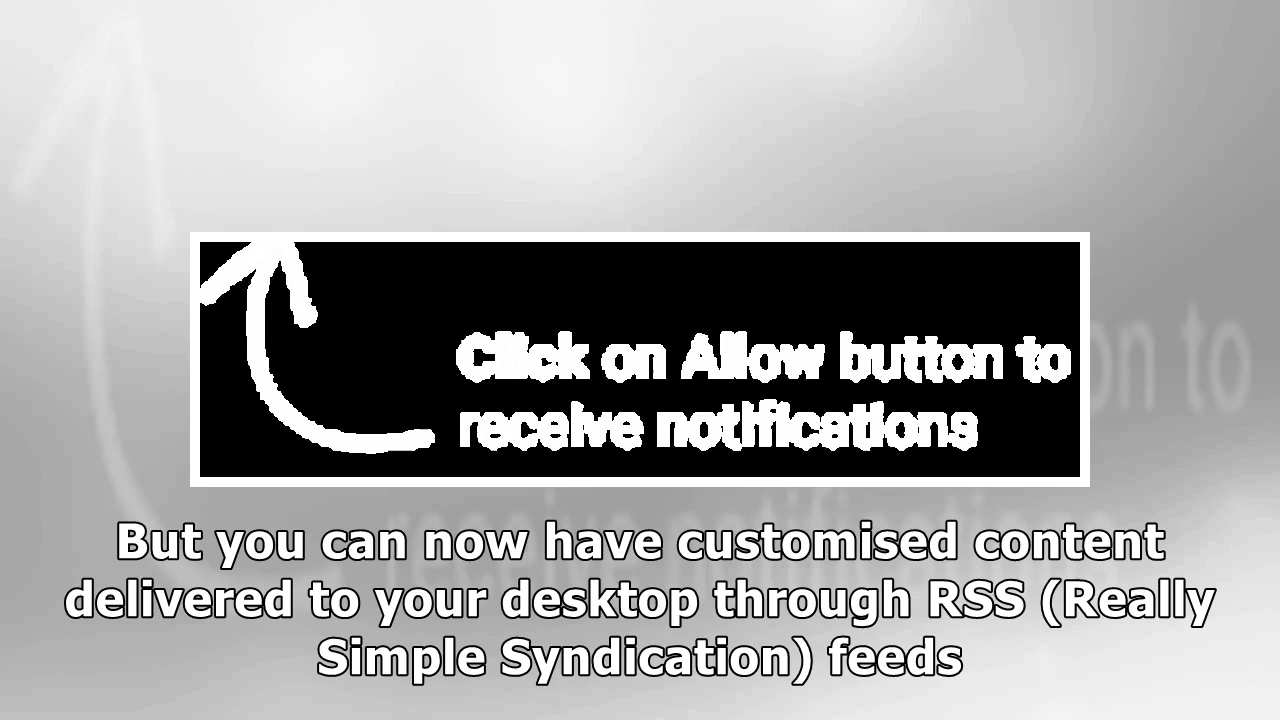 Click on Allow button to
receive notifications
But you can now have customised content
delivered to your desktop through RSS (Really
Simple Syndication) feeds